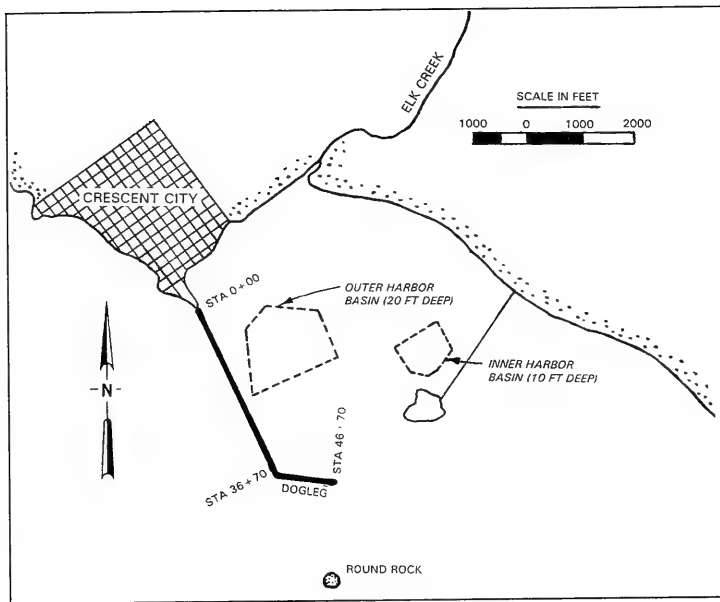 ELK CREEK
SCALE IN FEET
1000 0 1000 2000
CRESCENT CITY
STA 0+00
OUTER HARBOR
BASIN (20 FT DEEP)
INNER HARBOR
BASIN (10 FT DEEP)
N
STA 46+70
STA 36+70
DOGLEG
ROUND ROCK